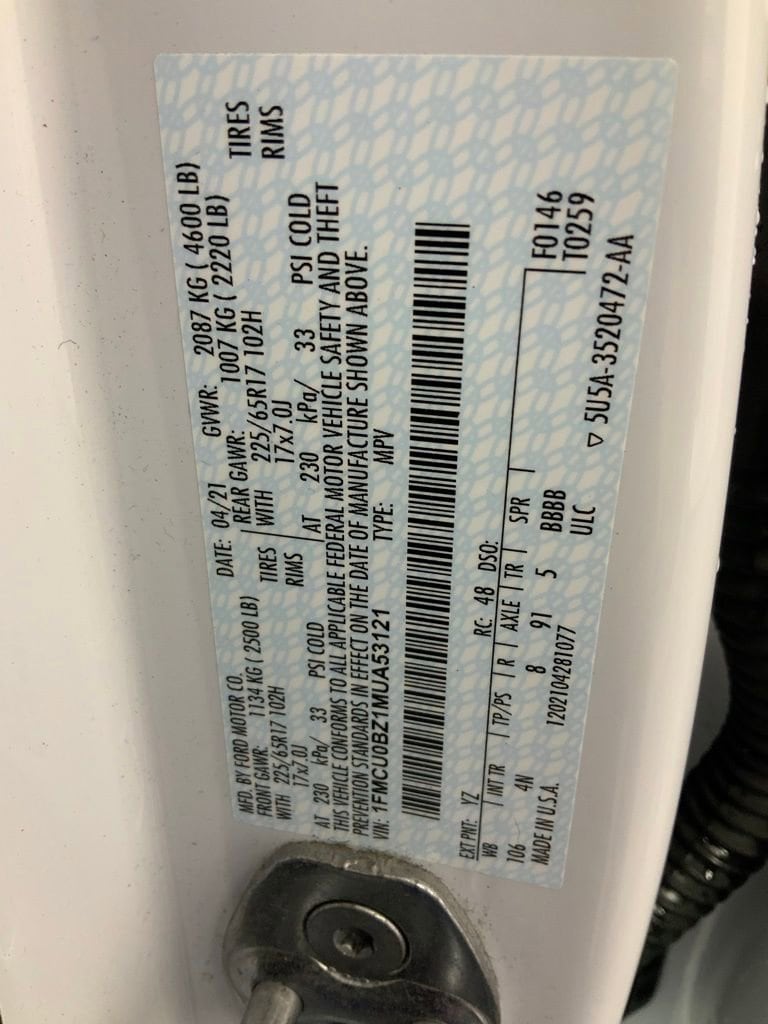 MFD. BY FORD MOTOR CO.
DATE: 04/21 GVWR: 2087 KG ( 4600 LB)
FRONT GAWR: 1134 KG ( 2500 LB) REAR GAWR: 1007 KG ( 2220 LB)
WITH 225/65R17 102H TIRES WITH 225/65R17 102H TIRES
17x7.0J RIMS 17x7.0J RIMS
AT 230 kPa/ 33 PSI COLD AT 230 kPa/ 33 PSI COLD
THIS VEHICLE CONFORMS TO ALL APPLICABLE FEDERAL MOTOR VEHICLE SAFETY AND THEFT
PREVENTION STANDARDS IN EFFECT ON THE DATE OF MANUFACTURE SHOWN ABOVE.
VIN: 1FMCU0BZ1MUA53121 TYPE: MPV
EXT PNT: YZ RC: 48 DSO:
WB INT TR TP/PS R AXLE TR SPR F0146
106 4N 8 91 5 BBBB T0259
MADE IN U.S.A. 1202104281077 ULC ▽ 5U5A-3520472-AA